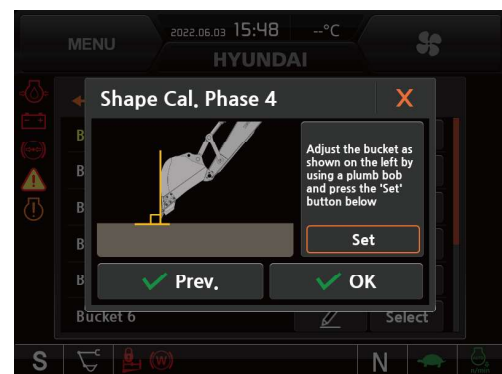 2022.06.03 15:48 --°C
MENU
HYUNDAI
Shape Cal. Phase 4 X
Adjust the bucket as
shown on the left by
using a plumb bob
and press the 'Set'
button below
Set
Prev. OK
B
B
B
B
B
Bucket 6 Select
S N